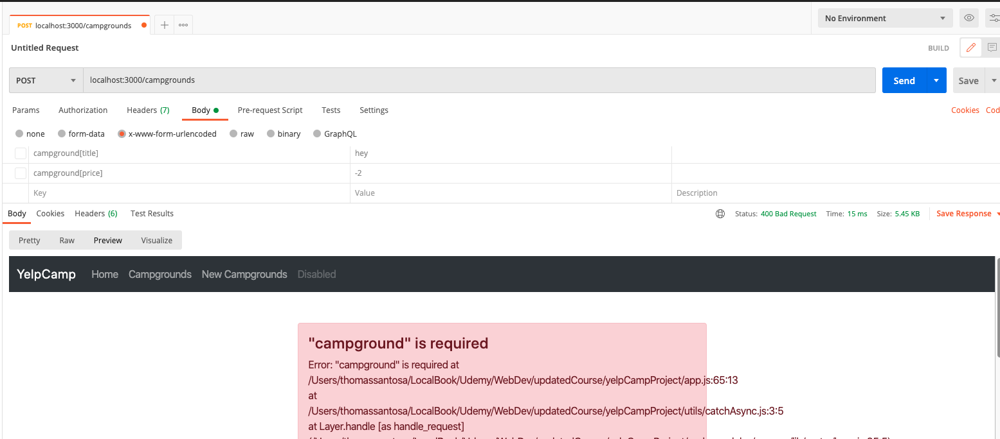 POST localhost:3000/campgrounds
No Environment
Untitled Request
BUILD
POST localhost:3000/campgrounds Send Save
Params Authorization Headers (7) Body Pre-request Script Tests Settings Cookies Cod
none form-data x-www-form-urlencoded raw binary GraphQL
campground[title] hey
campground[price] -2
Key Value Description
Body Cookies Headers (6) Test Results Status: 400 Bad Request Time: 15 ms Size: 5.45 KB Save Response
Pretty Raw Preview Visualize
YelpCamp Home Campgrounds New Campgrounds Disabled
"campground" is required
Error: "campground" is required at
/Users/thomassantosa/LocalBook/Udemy/WebDev/updatedCourse/yelpCampProject/app.js:65:13
at
/Users/thomassantosa/LocalBook/Udemy/WebDev/updatedCourse/yelpCampProject/utils/catchAsync.js:3:5
at Layer.handle [as handle_request]